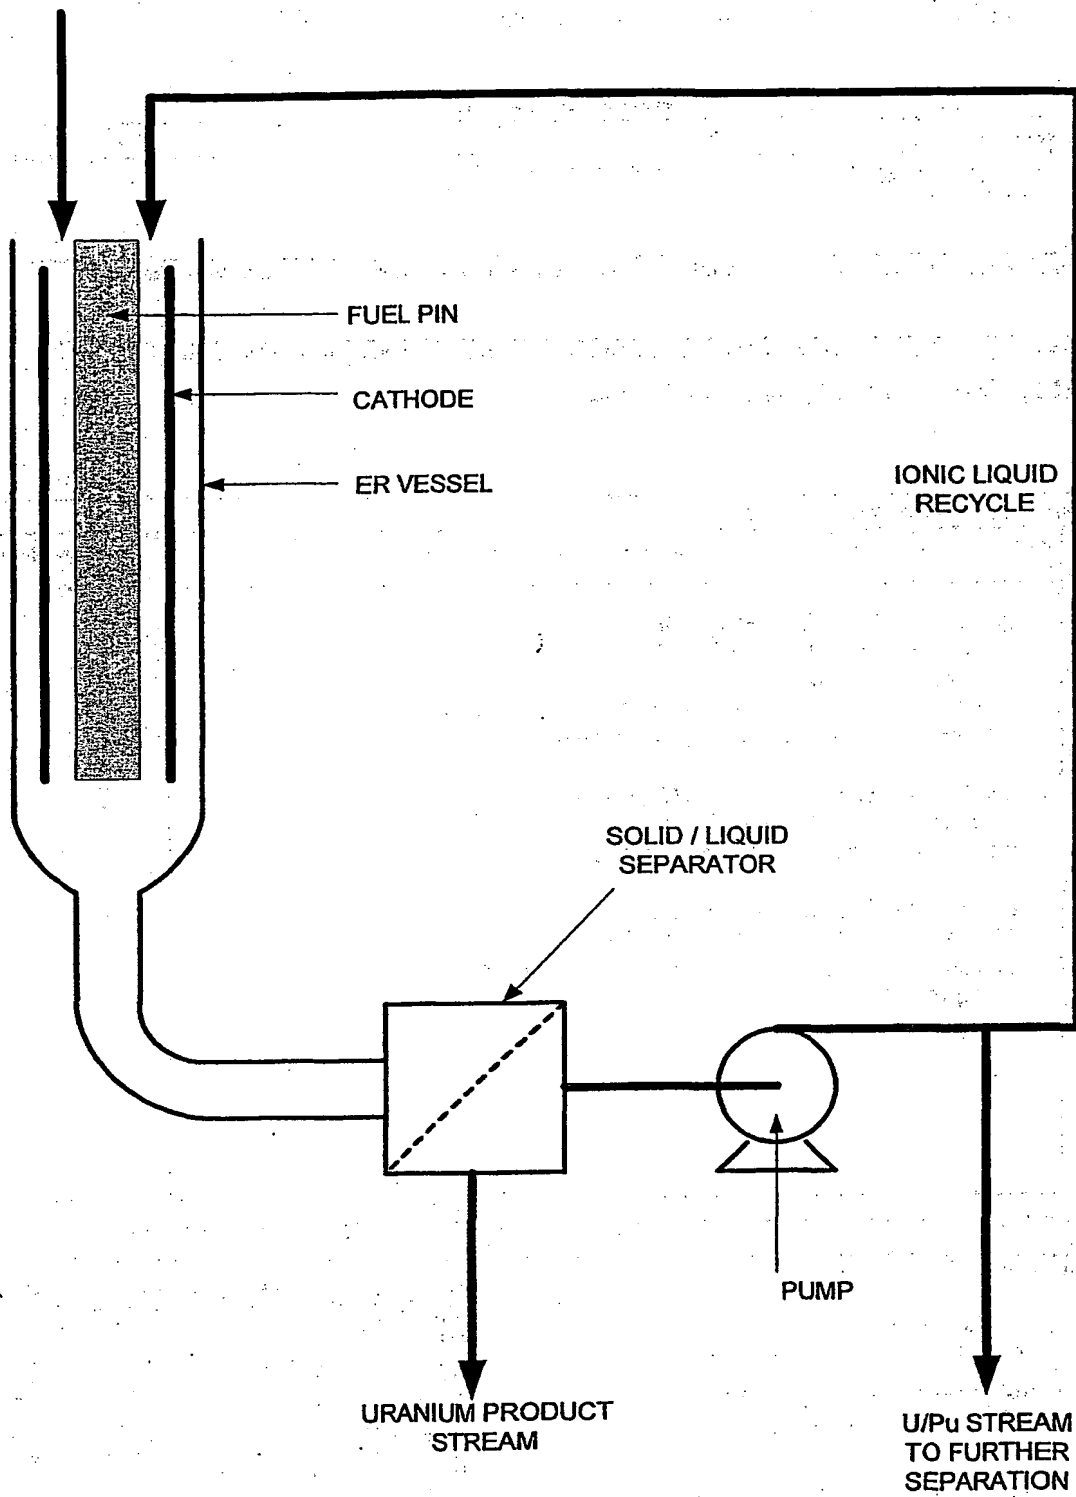 FUEL PIN
CATHODE
ER VESSEL
IONIC LIQUID
RECYCLE
SOLID / LIQUID
SEPARATOR
PUMP
URANIUM PRODUCT
STREAM
U/Pu STREAM
TO FURTHER
SEPARATION